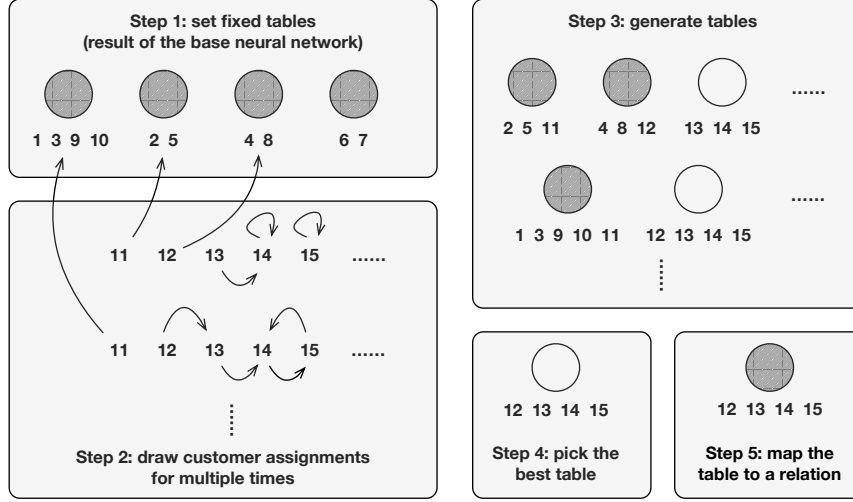 Step 1: set fixed tables
(result of the base neural network)
1 3 9 10
2 5
4 8
6 7
11 12 13 14 15 ......
11 12 13 14 15 ......
Step 2: draw customer assignments
for multiple times
Step 3: generate tables
......
2 5 11
4 8 12
13 14 15
......
1 3 9 10 11
12 13 14 15
12 13 14 15
Step 4: pick the
best table
12 13 14 15
Step 5: map the
table to a relation